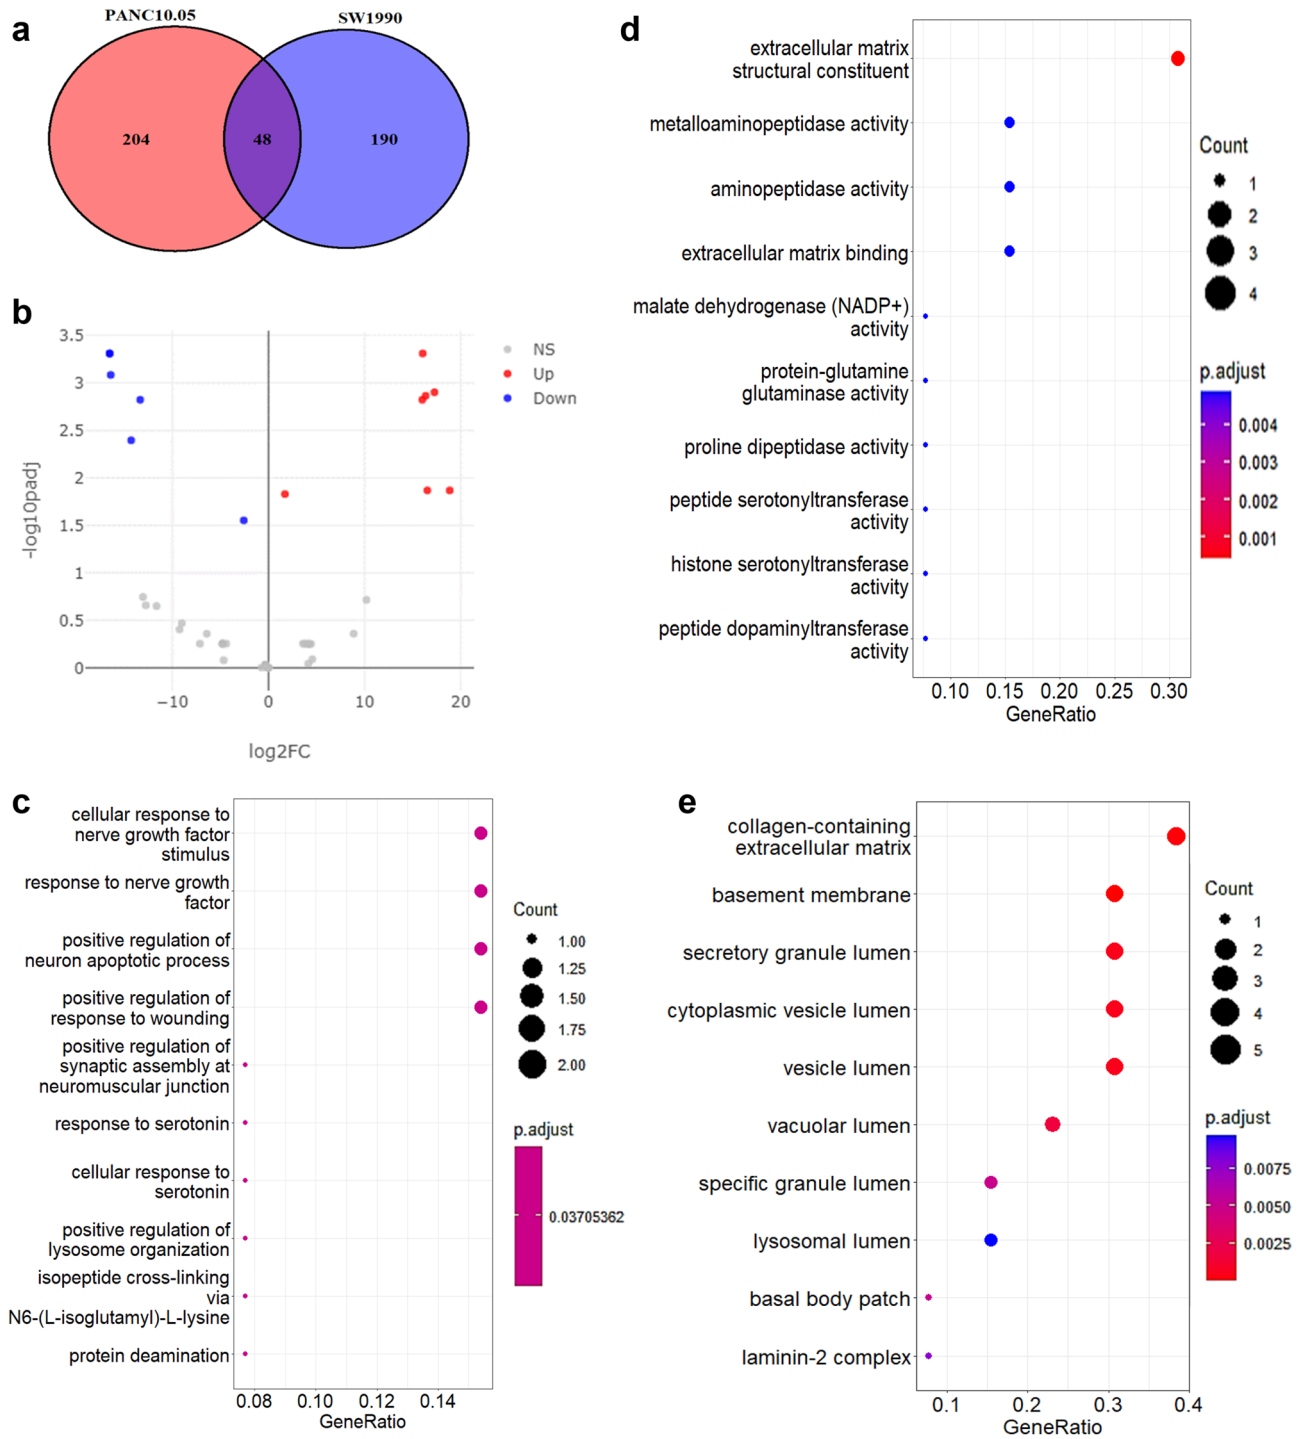 a
PANC10.05
SW1990
204
48
190
b
3.5
3
2.5
2
1.5
1
0.5
0
−10
0
10
20
-log10padj
log2FC
NS
Up
Down
c
cellular response to
nerve growth factor
stimulus
response to nerve growth
factor
positive regulation of
neuron apoptotic process
positive regulation of
response to wounding
positive regulation of
synaptic assembly at
neuromuscular junction
response to serotonin
cellular response to
serotonin
positive regulation of
lysosome organization
isopeptide cross-linking
via
N6-(L-isoglutamyl)-L-lysine
protein deamination
0.08
0.10
0.12
0.14
GeneRatio
Count
1.00
1.25
1.50
1.75
2.00
p.adjust
0.03705362
d
extracellular matrix
structural constituent
metalloaminopeptidase activity
aminopeptidase activity
extracellular matrix binding
malate dehydrogenase (NADP+)
activity
protein-glutamine
glutaminase activity
proline dipeptidase activity
peptide serotonyltransferase
activity
histone serotonyltransferase
activity
peptide dopaminyltransferase
activity
0.10
0.15
0.20
0.25
0.30
GeneRatio
Count
1
2
3
4
p.adjust
0.004
0.003
0.002
0.001
e
collagen-containing
extracellular matrix
basement membrane
secretory granule lumen
cytoplasmic vesicle lumen
vesicle lumen
vacuolar lumen
specific granule lumen
lysosomal lumen
basal body patch
laminin-2 complex
0.1
0.2
0.3
0.4
GeneRatio
Count
1
2
3
4
5
p.adjust
0.0075
0.0050
0.0025